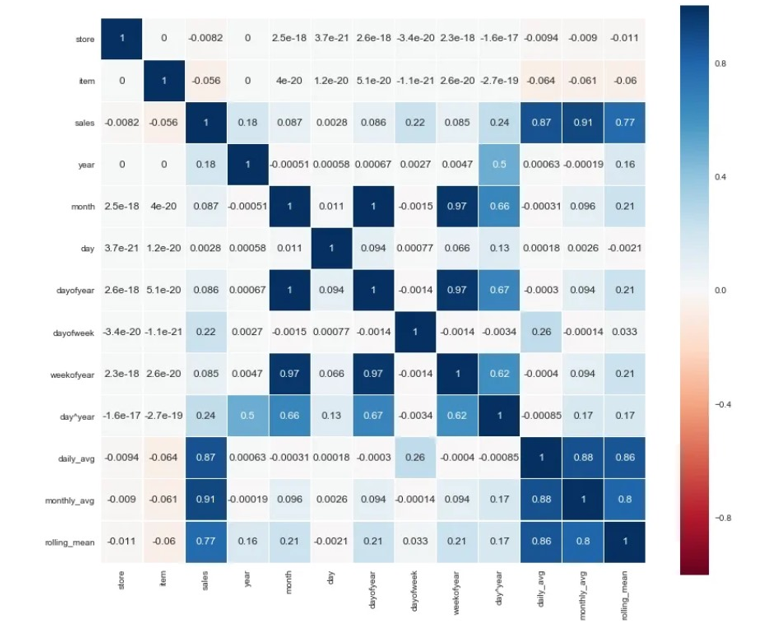 store 1 0 -0.0082 0 2.5e-18 3.7e-21 2.6e-18 -3.4e-20 2.3e-18 -1.6e-17 -0.0094 -0.009 -0.011
item 0 1 -0.056 0 4e-20 1.2e-20 5.1e-20 -1.1e-21 2.6e-20 -2.7e-19 -0.064 -0.061 -0.06
sales -0.0082 -0.056 1 0.18 0.087 0.0028 0.086 0.22 0.085 0.24 0.87 0.91 0.77
year 0 0 0.18 1 -0.00051 0.00058 0.00067 0.0027 0.0047 0.5 0.00063 -0.00019 0.16
month 2.5e-18 4e-20 0.087 -0.00051 1 0.011 1 -0.0015 0.97 0.66 -0.00031 0.096 0.21
day 3.7e-21 1.2e-20 0.0028 0.00058 0.011 1 0.094 0.00077 0.066 0.13 0.00018 0.0026 -0.0021
dayofyear 2.6e-18 5.1e-20 0.086 0.00067 1 0.094 1 -0.0014 0.97 0.67 -0.0003 0.094 0.21
dayofweek -3.4e-20 -1.1e-21 0.22 0.0027 -0.0015 0.00077 -0.0014 1 -0.0014 -0.0034 0.26 -0.00014 0.033
weekofyear 2.3e-18 2.6e-20 0.085 0.0047 0.97 0.066 0.97 -0.0014 1 0.62 -0.0004 0.094 0.21
day^year -1.6e-17 -2.7e-19 0.24 0.5 0.66 0.13 0.67 -0.0034 0.62 1 -0.00085 0.17 0.17
daily_avg -0.0094 -0.064 0.87 0.00063 -0.00031 0.00018 -0.0003 0.26 -0.0004 -0.00085 1 0.88 0.86
monthly_avg -0.009 -0.061 0.91 -0.00019 0.096 0.0026 0.094 -0.00014 0.094 0.17 0.88 1 0.8
rolling_mean -0.011 -0.06 0.77 0.16 0.21 -0.0021 0.21 0.033 0.21 0.17 0.86 0.8 1
store item sales year month day dayofyear dayofweek weekofyear day^year daily_avg monthly_avg rolling_mean
0.8
0.4
0.0
-0.4
-0.8